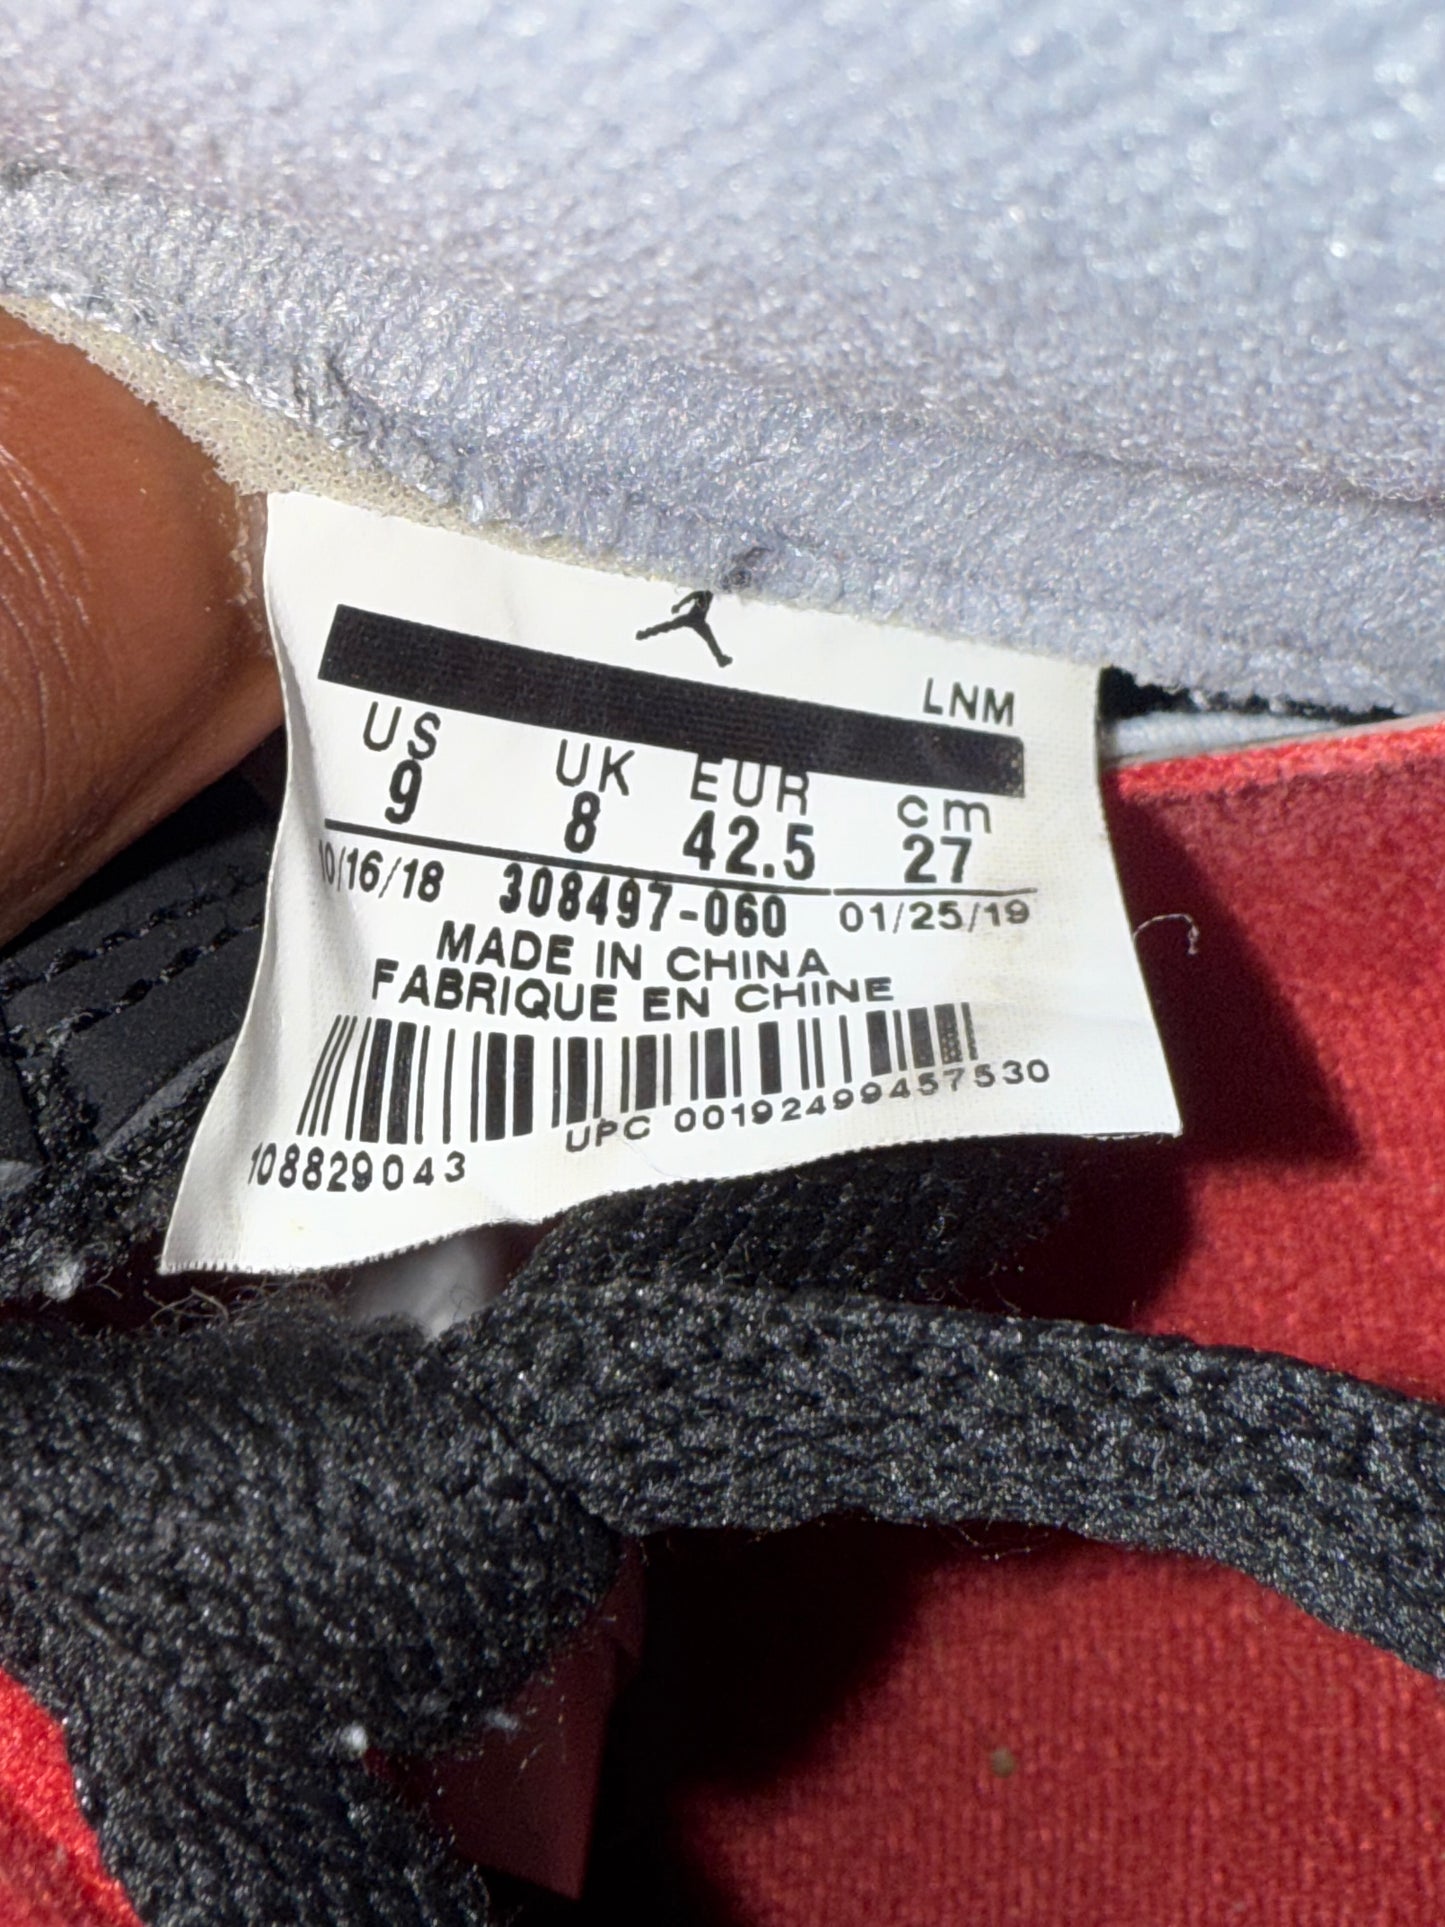 LNM
US UK EUR cm
9 8 42.5 27
10/16/18 308497-060 01/25/19
MADE IN CHINA
FABRIQUE EN CHINE
UPC 00192499457530
108829043